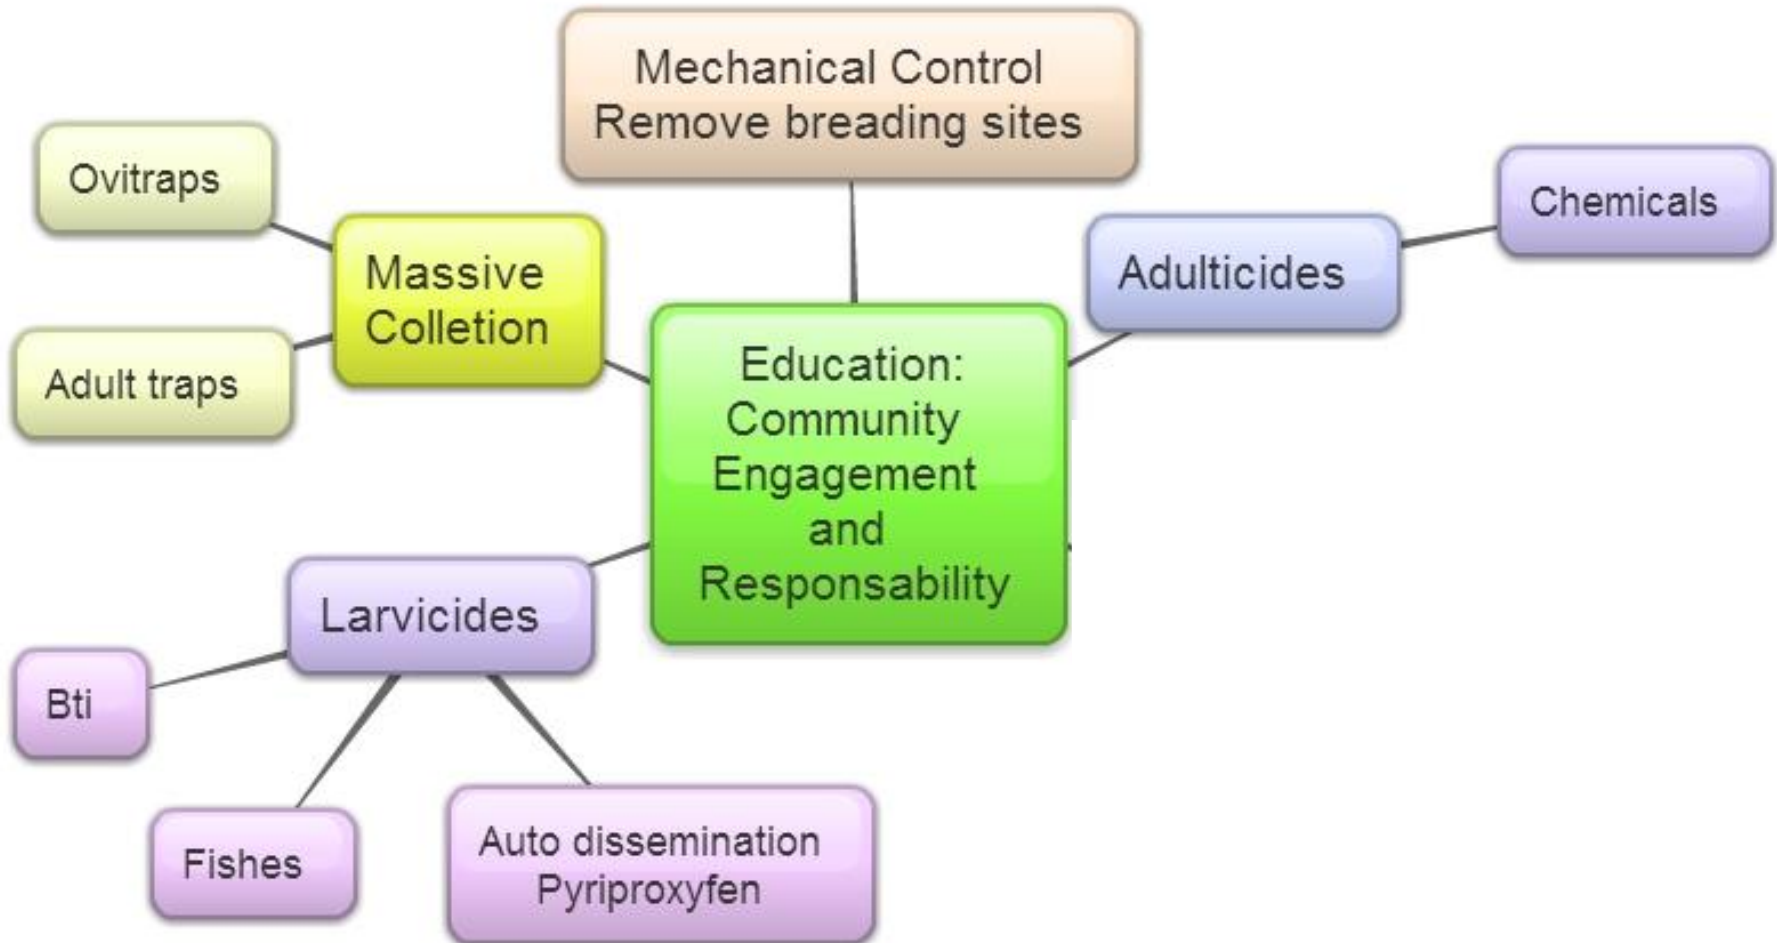 Mechanical Control
Remove breading sites
Ovitraps
Chemicals
Massive
Colletion
Adulticides
Adult traps
Education:
Community
Engagement
and
Responsability
Larvicides
Bti
Fishes
Auto dissemination
Pyriproxyfen